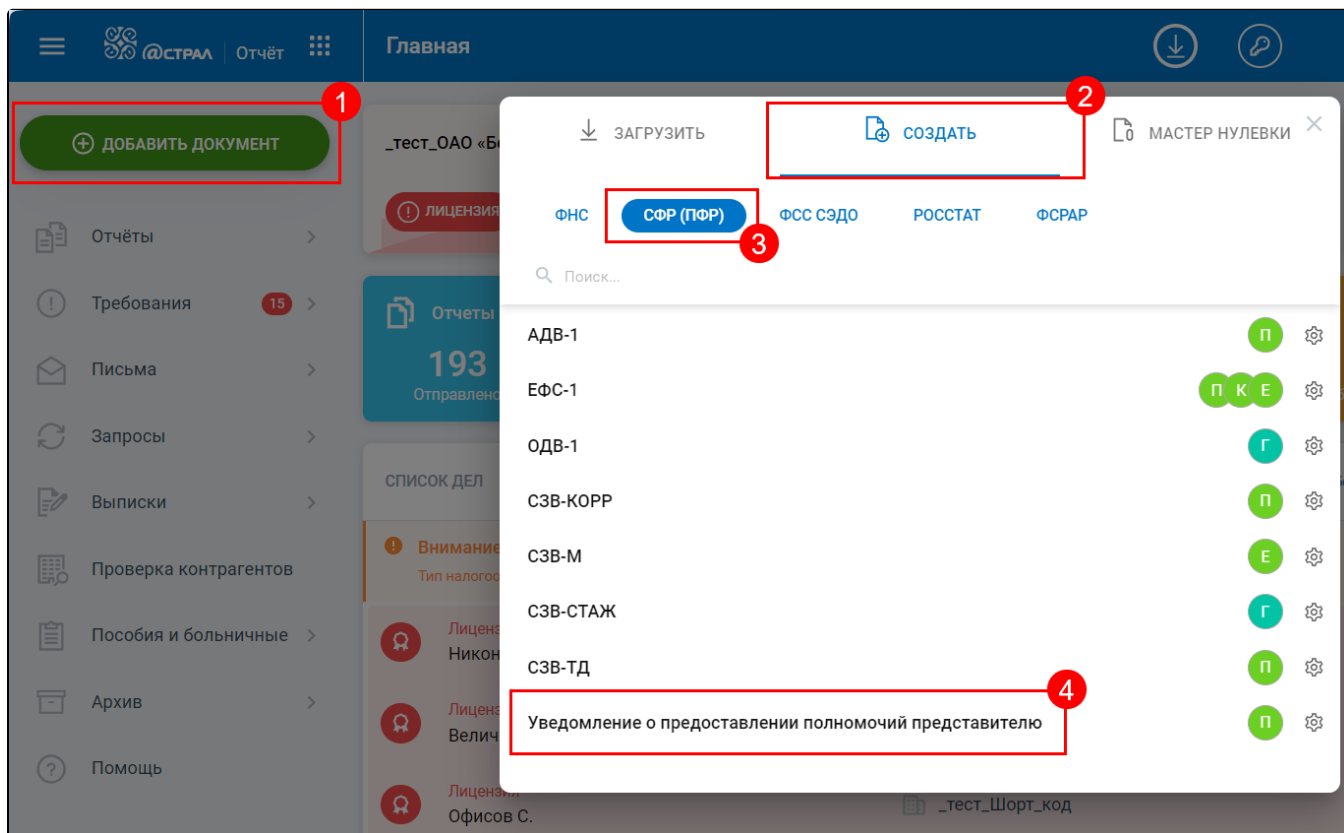 @СТРАЛ | Отчёт
Главная
1
ДОБАВИТЬ ДОКУМЕНТ
Отчёты
Требования 15
Письма
Запросы
Выписки
Проверка контрагентов
Пособия и больничные
Архив
Помощь
_тест_ОАО «Б
ЛИЦЕНЗИЯ
Отчеты
193
Отправлено
СПИСОК ДЕЛ
Внимание
Тип налогоо
Лиценз
Никон
Лиценз
Велич
Лицензия
Офисов С.
_тест_Шорт_код
2
ЗАГРУЗИТЬ
СОЗДАТЬ
МАСТЕР НУЛЕВКИ
ФНС
СФР (ПФР)
ФСС СЭДО
РОССТАТ
ФСРАР
3
Поиск...
АДВ-1 П
ЕФС-1 П К Е
ОДВ-1 Г
СЗВ-КОРР П
СЗВ-М Е
СЗВ-СТАЖ Г
СЗВ-ТД П
4
Уведомление о предоставлении полномочий представителю П